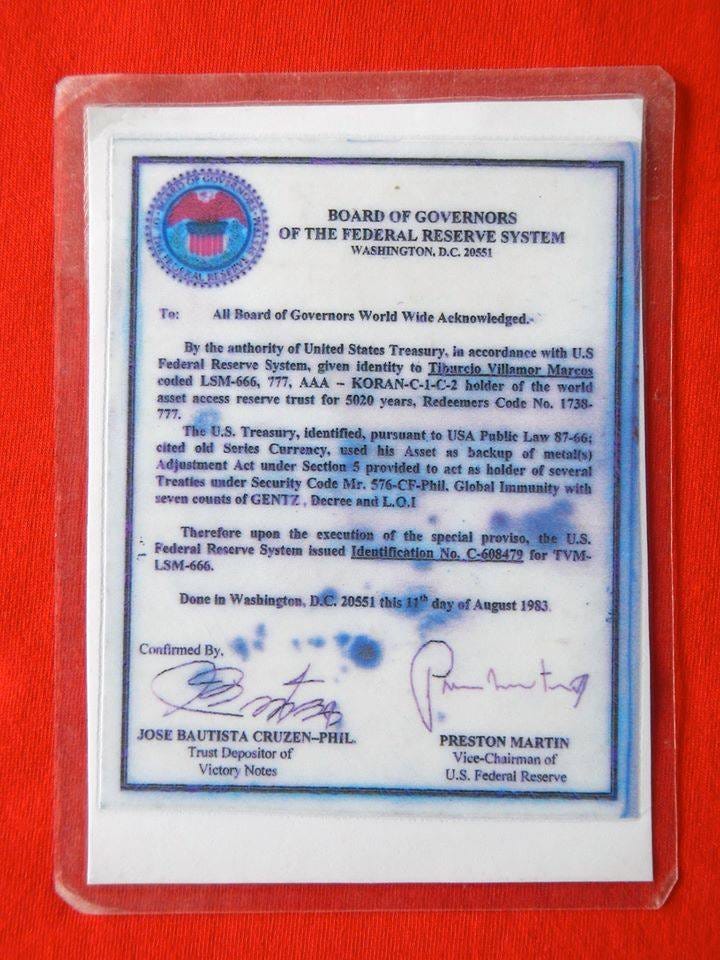 BOARD OF GOVERNORS
THE FEDERAL RESERVE SYSTEM
BOARD OF GOVERNORS
OF THE FEDERAL RESERVE SYSTEM
WASHINGTON, D.C. 20551
To: All Board of Governors World Wide Acknowledged.-
By the authority of United States Treasury, in accordance with U.S
Federal Reserve System, given identity to Tiburcio Villamor Marcos
coded LSM-666, 777, AAA – KORAN-C-1-C-2 holder of the world
asset access reserve trust for 5020 years, Redeemers Code No. 1738-
777.
The U.S. Treasury, identified, pursuant to USA Public Law 87-66;
cited old Series Currency, used his Asset as backup of metal(s)
Adjustment Act under Section 5 provided to act as holder of several
Treaties under Security Code Mr. 576-CF-Phil. Global Immunity with
seven counts of GENTZ , Decree and L.O.I
Therefore upon the execution of the special proviso, the U.S.
Federal Reserve System issued Identification No. C-608479 for TVM-
LSM-666.
Done in Washington, D.C. 20551 this 11th day of August 1983.
Confirmed By,
JOSE BAUTISTA CRUZEN–PHIL.
Trust Depositor of
Victory Notes
PRESTON MARTIN
Vice-Chairman of
U.S. Federal Reserve